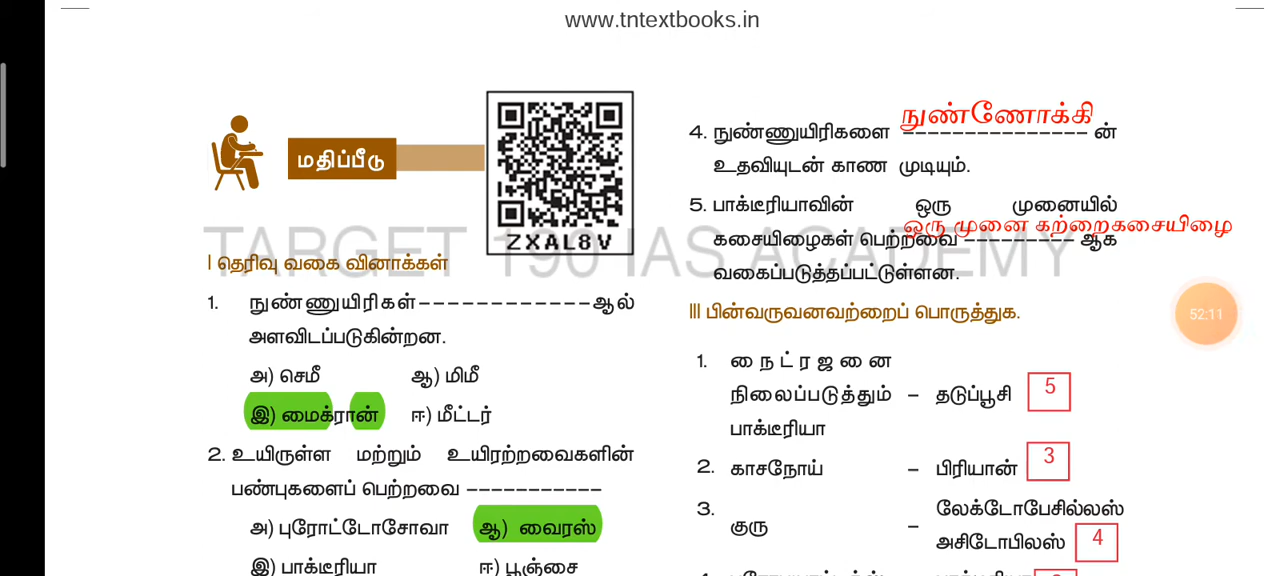 www.tntextbooks.in
மதிப்பீடு
ZXAL8V
TARGET 190 IAS ACADEMY
I தெரிவு வகை வினாக்கள்
1. நுண்ணுயிரிகள்------------ஆல்
அளவிடப்படுகின்றன.
அ) செமீ ஆ) மிமீ
இ) மைக்ரான் ஈ) மீட்டர்
2. உயிருள்ள மற்றும் உயிரற்றவைகளின்
பண்புகளைப் பெற்றவை -----------
அ) புரோட்டோசோவா ஆ) வைரஸ்
இ) பாக்டீரியா ஈ) பூஞ்சை
நுண்ணோக்கி
4. நுண்ணுயிரிகளை --------------- ன்
உதவியுடன் காண முடியும்.
5. பாக்டீரியாவின் ஒரு முனையில்
ஒரு முனை கற்றைகசையிழை
கசையிழைகள் பெற்றவை --------- ஆக
வகைப்படுத்தப்பட்டுள்ளன.
III பின்வருவனவற்றைப் பொருத்துக.
52:11
1. நைட்ரஜனை
நிலைப்படுத்தும் – தடுப்பூசி 5
பாக்டீரியா
2. காசநோய் – பிரியான் 3
3. குரு – லேக்டோபேசில்லஸ்
அசிடோபிலஸ் 4